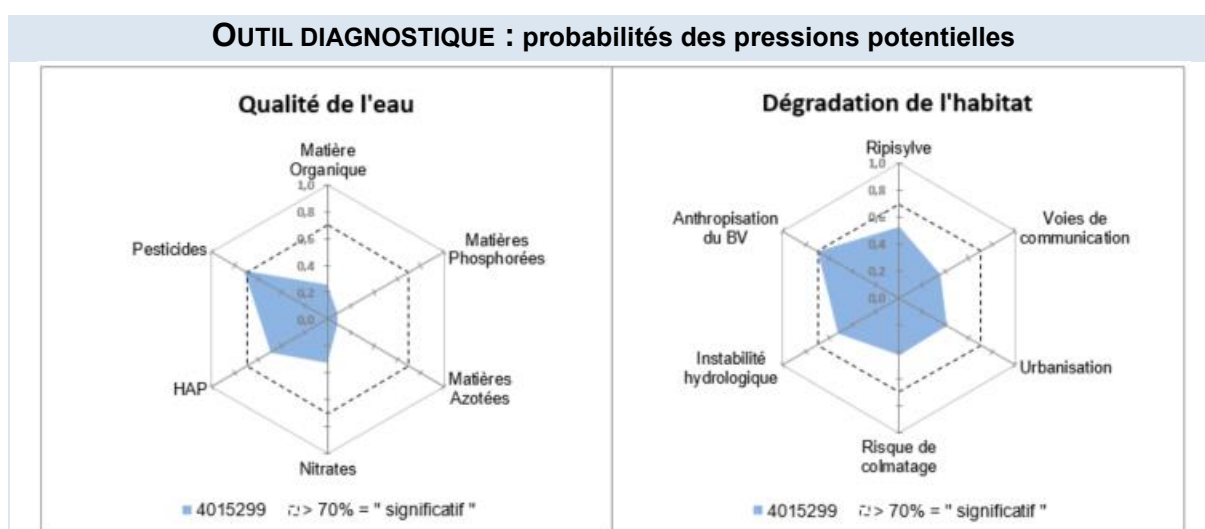 OUTIL DIAGNOSTIQUE : probabilités des pressions potentielles
Qualité de l'eau
Matière
Organique
1,0
0,8
0,6
0,4
0,2
0,0
Pesticides
Matières
Phosphorées
HAP
Matières
Azotées
Nitrates
4015299
> 70% = " significatif "
Dégradation de l'habitat
Ripisylve
1,0
0,8
0,6
0,4
0,2
0,0
Anthropisation
du BV
Voies de
communication
Instabilité
hydrologique
Urbanisation
Risque de
colmatage
4015299
> 70% = " significatif "